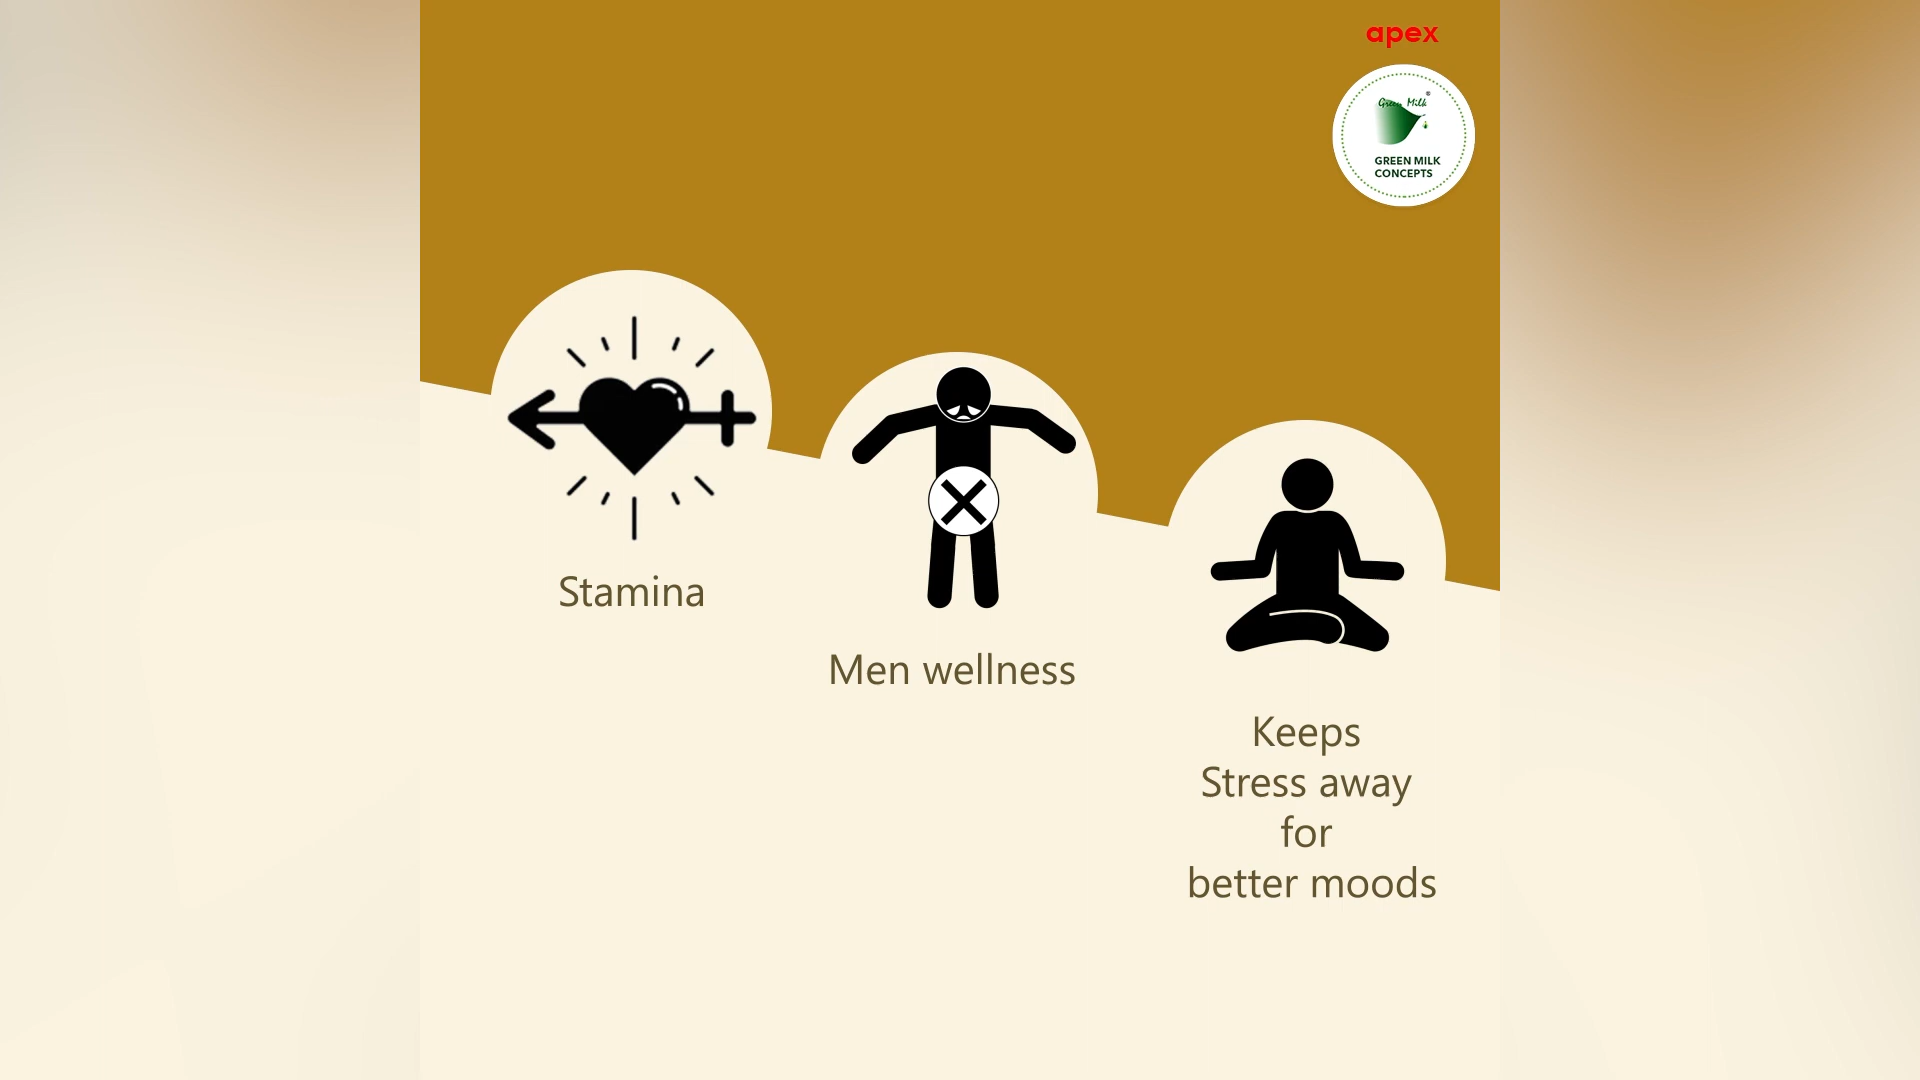 apex
Green Milk ®
GREEN MILK
CONCEPTS
Stamina
Men wellness
Keeps
Stress away
for
better moods